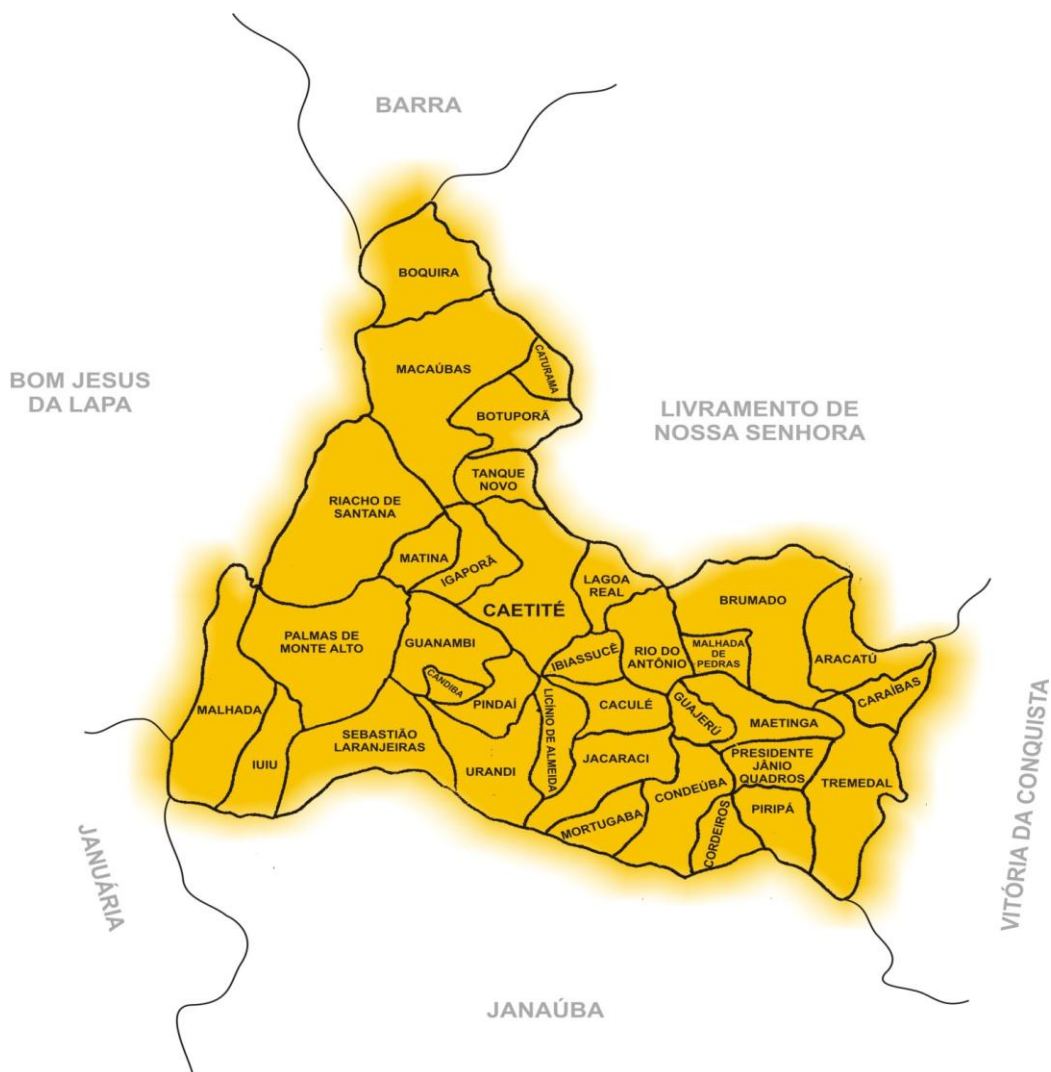 BARRA
BOQUIRA
BOM JESUS
DA LAPA
MACAÚBAS
CATURAMA
BOTUPORÃ
LIVRAMENTO DE
NOSSA SENHORA
TANQUE
NOVO
RIACHO DE
SANTANA
MATINA
IGAPORÃ
LAGOA
REAL
CAETITÉ
BRUMADO
PALMAS DE
MONTE ALTO
GUANAMBI
IBIASSUCÊ
RIO DO
ANTÔNIO
MALHADA
DE
PEDRAS
ARACATÚ
CANDIBA
PINDAÍ
LICÍNIO DE ALMEIDA
CACULÉ
GUAJERÚ
MAETINGA
CARAÍBAS
MALHADA
IUIU
SEBASTIÃO
LARANJEIRAS
URANDI
JACARACI
CONDEÚBA
PRESIDENTE
JÂNIO
QUADROS
TREMEDAL
MORTUGABA
CORDEIROS
PIRIPÁ
JANUÁRIA
VITÓRIA DA CONQUISTA
JANAÚBA